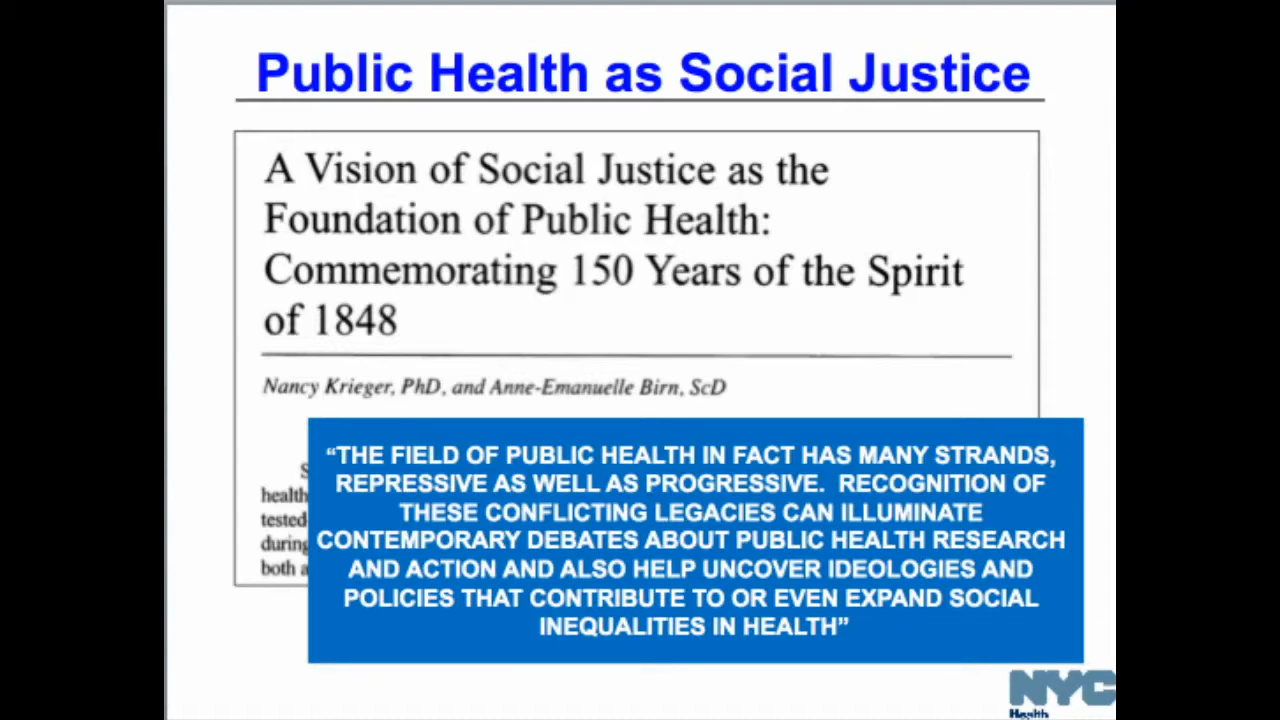 Public Health as Social Justice
A Vision of Social Justice as the
Foundation of Public Health:
Commemorating 150 Years of the Spirit
of 1848
Nancy Krieger, PhD, and Anne-Emanuelle Birn, ScD
S
health
tested
during
both a
“THE FIELD OF PUBLIC HEALTH IN FACT HAS MANY STRANDS,
REPRESSIVE AS WELL AS PROGRESSIVE. RECOGNITION OF
THESE CONFLICTING LEGACIES CAN ILLUMINATE
CONTEMPORARY DEBATES ABOUT PUBLIC HEALTH RESEARCH
AND ACTION AND ALSO HELP UNCOVER IDEOLOGIES AND
POLICIES THAT CONTRIBUTE TO OR EVEN EXPAND SOCIAL
INEQUALITIES IN HEALTH”
NYC
Health